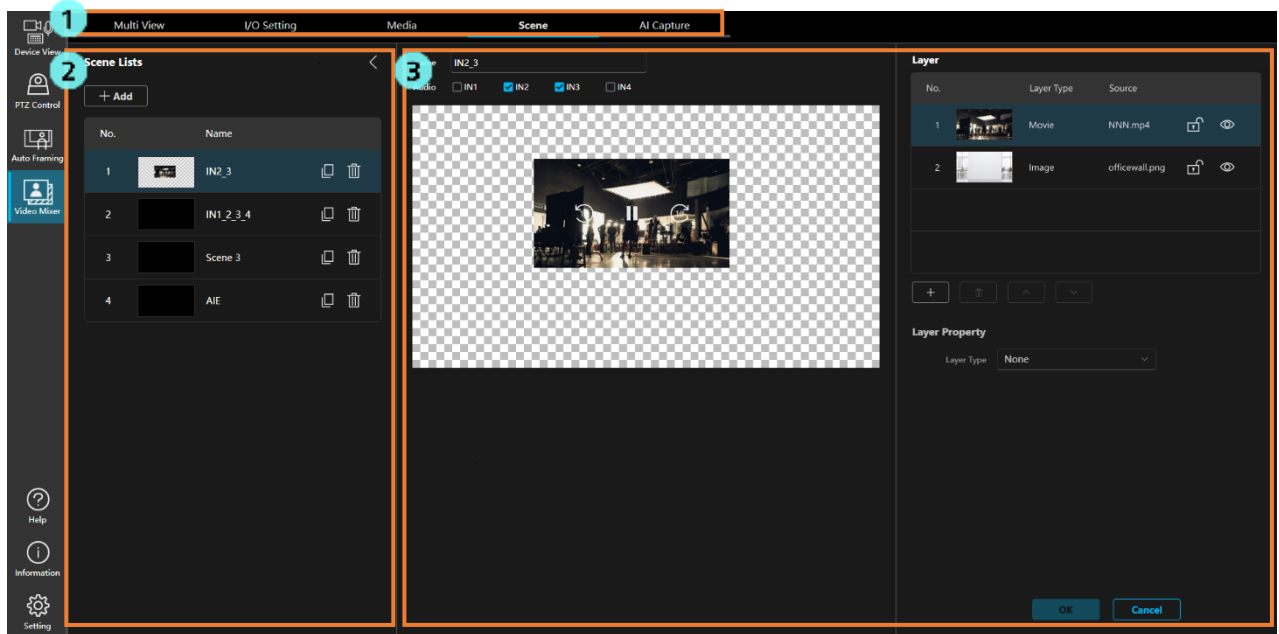 1
Multi View
I/O Setting
Media
Scene
AI Capture
Device View
PTZ Control
Auto Framing
Video Mixer
Help
Information
Setting
2
Scene Lists
+ Add
No. Name
1 IN2_3
2 IN1_2_3_4
3 Scene 3
4 AIE
3
IN2_3
Audio IN1 IN2 IN3 IN4
10
Layer
No. Layer Type Source
1 Movie NNN.mp4
2 Image officewall.png
Layer Property
Layer Type None
OK
Cancel